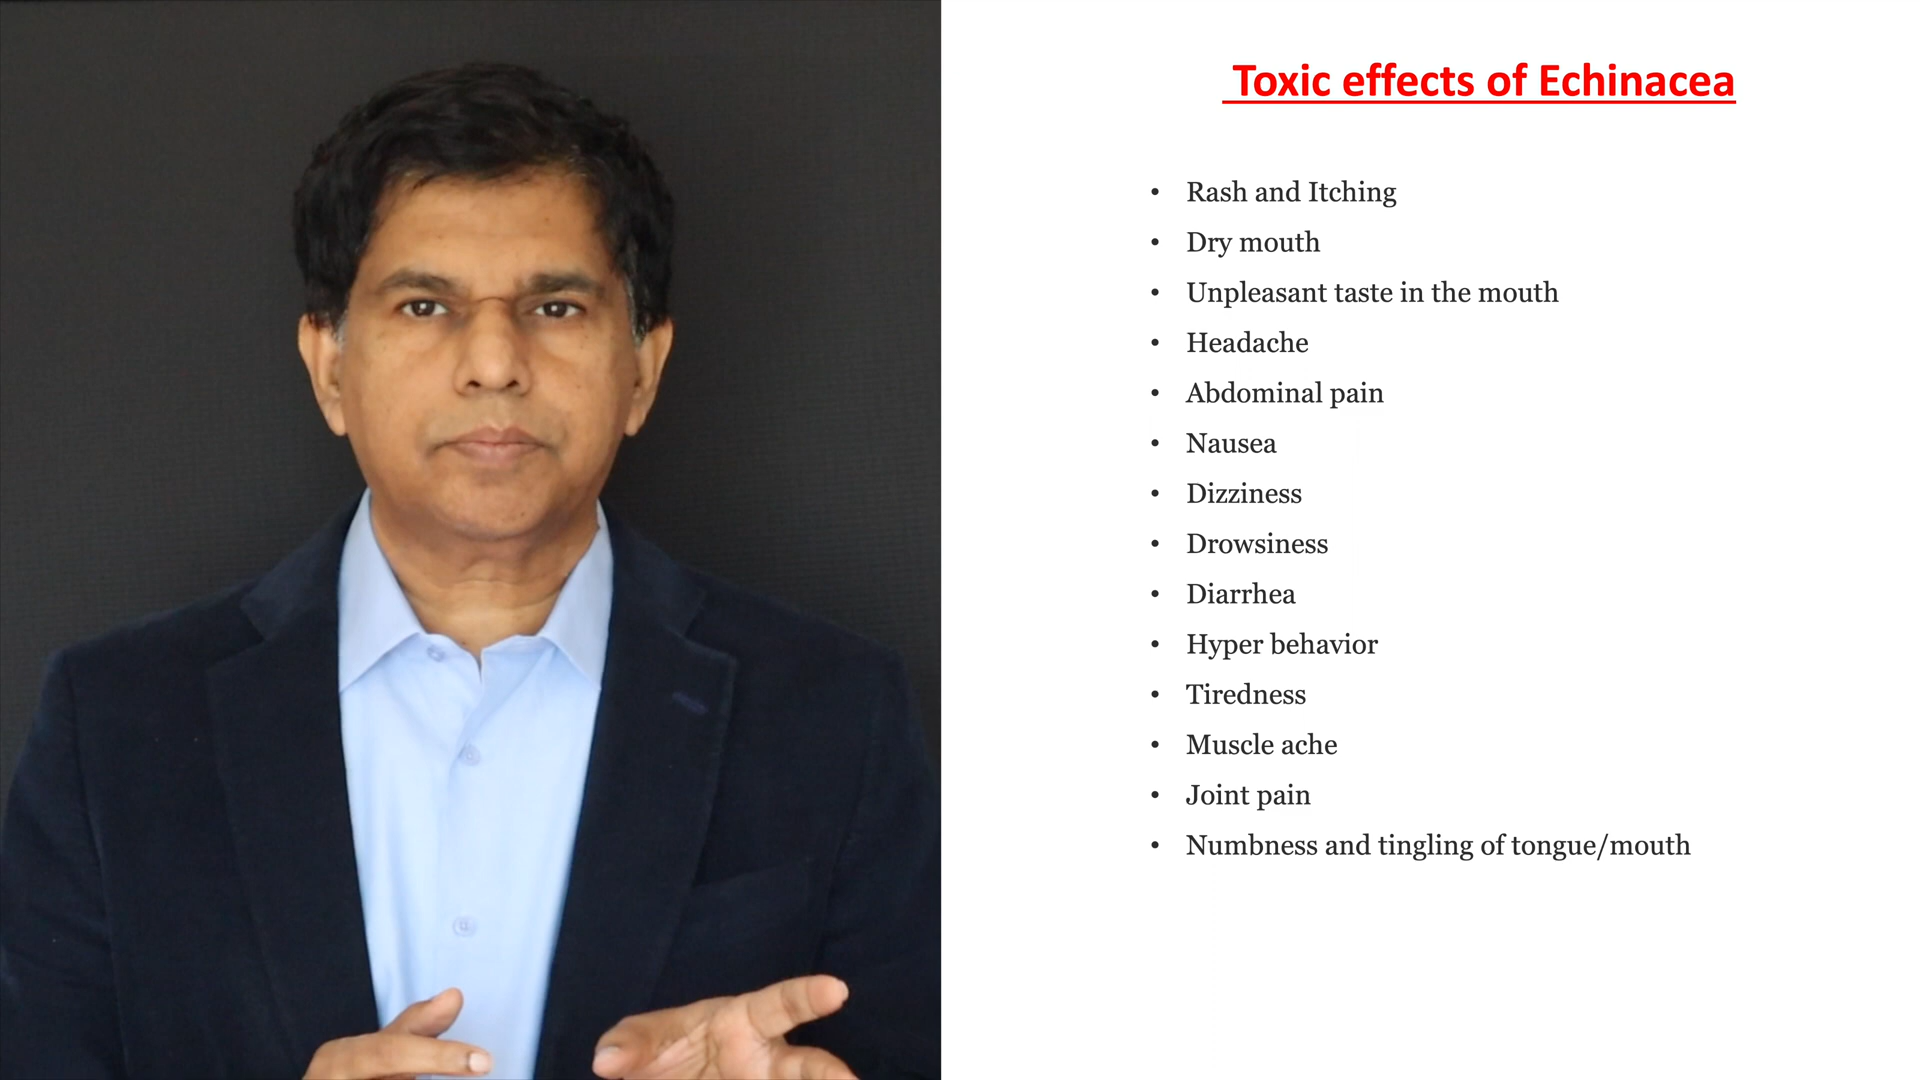 Toxic effects of Echinacea
• Rash and Itching
• Dry mouth
• Unpleasant taste in the mouth
• Headache
• Abdominal pain
• Nausea
• Dizziness
• Drowsiness
• Diarrhea
• Hyper behavior
• Tiredness
• Muscle ache
• Joint pain
• Numbness and tingling of tongue/mouth